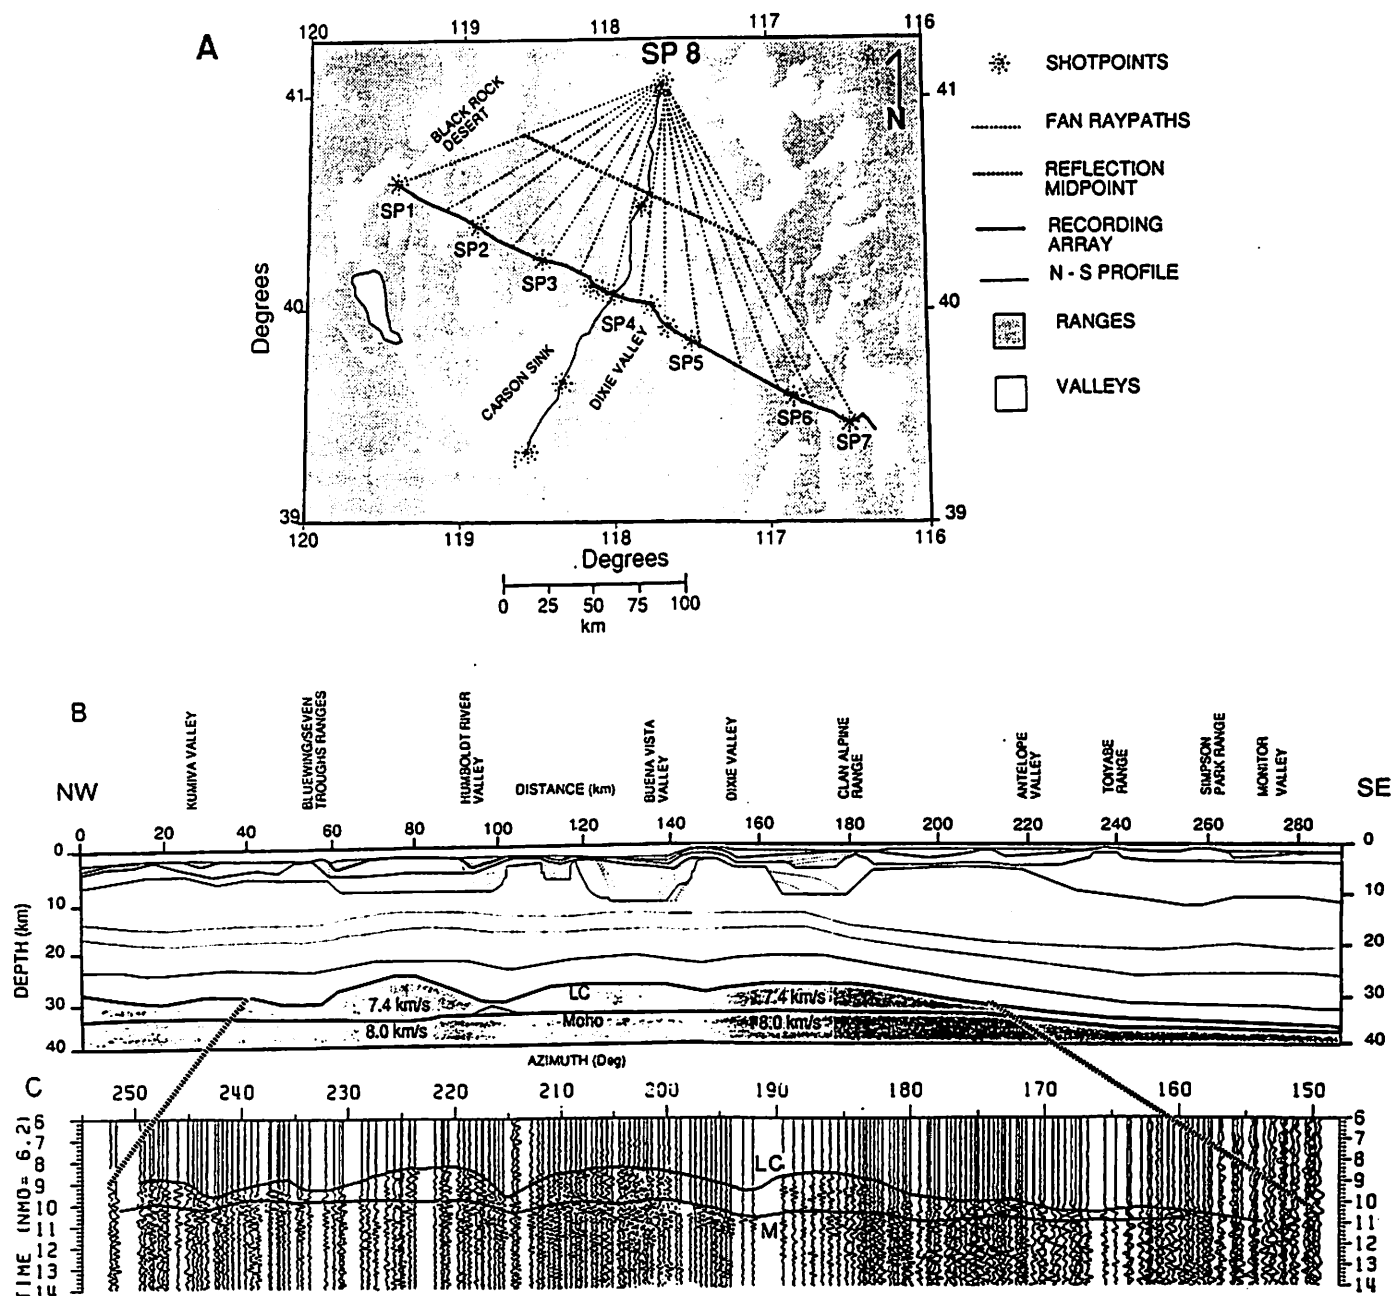 A
120 119 118 117 116
SP 8
SHOTPOINTS
41
41
BLACK ROCK
DESERT
N
FAN RAYPATHS
REFLECTION
MIDPOINT
SP1
SP2
SP3
SP4
SP5
SP6
SP7
RECORDING
ARRAY
N - S PROFILE
40
40
RANGES
CARSON SINK
DIXIE VALLEY
VALLEYS
Degrees
39
39
120 119 118 117 116
Degrees
0 25 50 75 100
km
B
KUMIVA VALLEY
BLUEWING/SEVEN
TROUGHS RANGES
HUMBOLDT RIVER
VALLEY
BUENA VISTA
VALLEY
DIXIE VALLEY
CLAN ALPINE
RANGE
ANTELOPE
VALLEY
TOIYABE
RANGE
SIMPSON
PARK RANGE
MONITOR
VALLEY
NW
DISTANCE (km)
SE
0 20 40 60 80 100 120 140 160 180 200 220 240 260 280
0
0
10
10
20
20
30
30
40
40
DEPTH (km)
LC
7.4 km/s
7.4 km/s
Moho
8.0 km/s
8.0 km/s
AZIMUTH (Deg)
C
250 240 230 220 210 200 190 180 170 160 150
TIME (NMO= 6.2)
6
7
8
9
10
11
12
13
14
LC
M
6
7
8
9
10
11
12
13
14